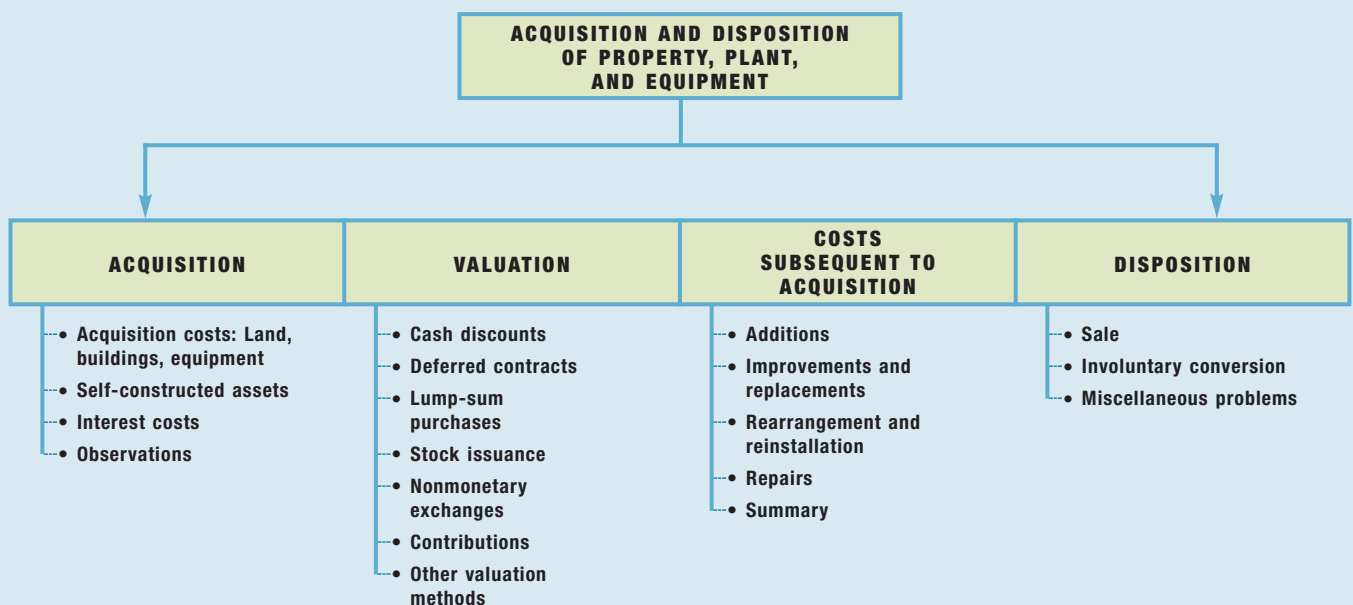 ACQUISITION AND DISPOSITION
OF PROPERTY, PLANT,
AND EQUIPMENT
ACQUISITION
• Acquisition costs: Land,
buildings, equipment
• Self-constructed assets
• Interest costs
• Observations
VALUATION
• Cash discounts
• Deferred contracts
• Lump-sum
purchases
• Stock issuance
• Nonmonetary
exchanges
• Contributions
• Other valuation
methods
COSTS
SUBSEQUENT TO
ACQUISITION
• Additions
• Improvements and
replacements
• Rearrangement and
reinstallation
• Repairs
• Summary
DISPOSITION
• Sale
• Involuntary conversion
• Miscellaneous problems